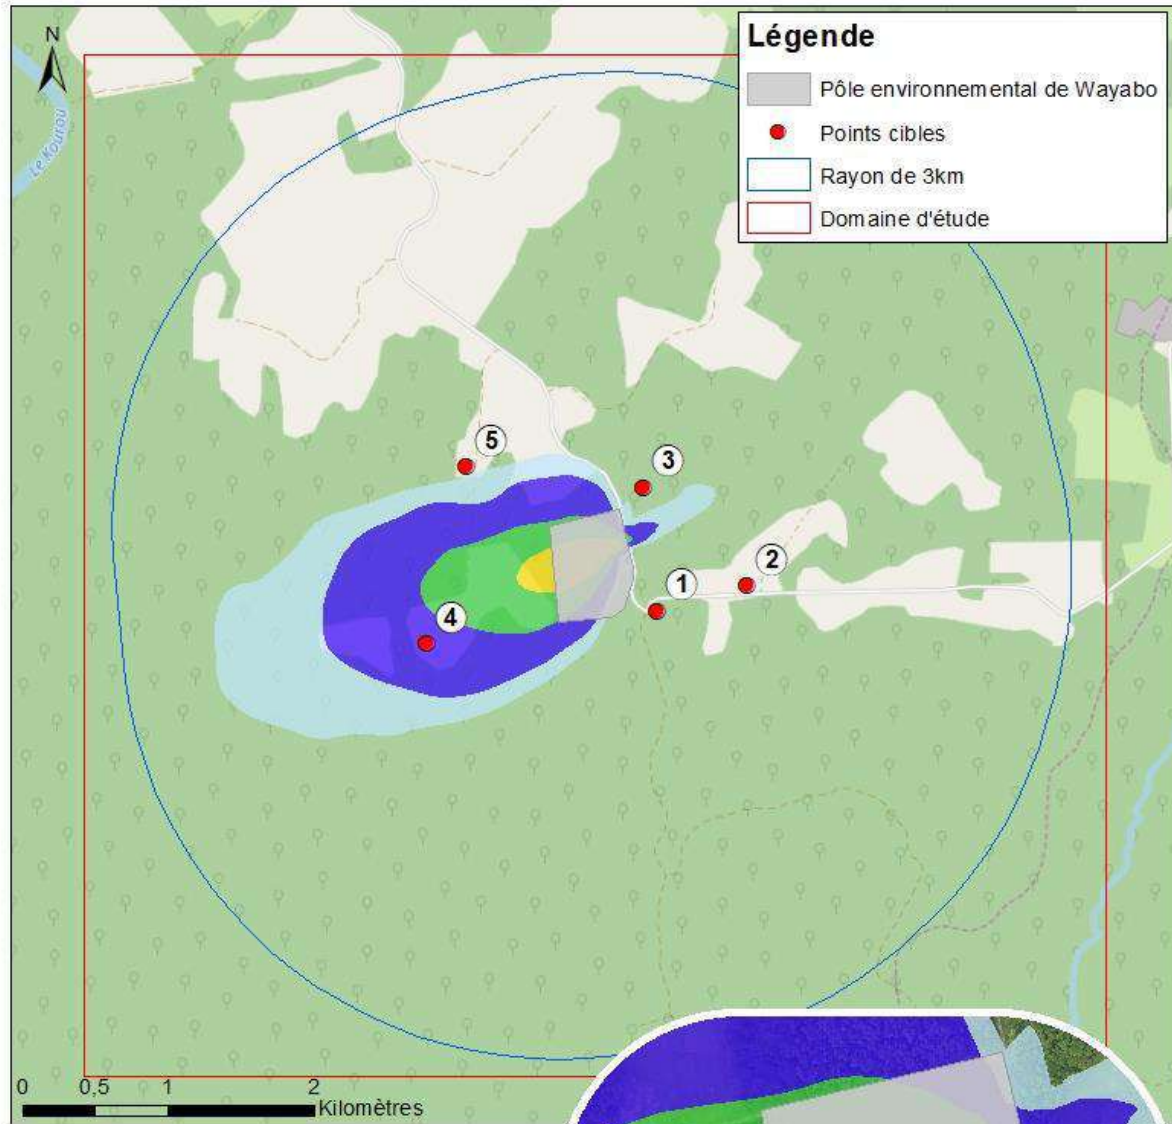 Légende
Pôle environnemental de Wayabo
Points cibles
Rayon de 3km
Domaine d'étude
N
Le Kourou
5
3
2
1
4
0 0,5 1 2
Kilomètres